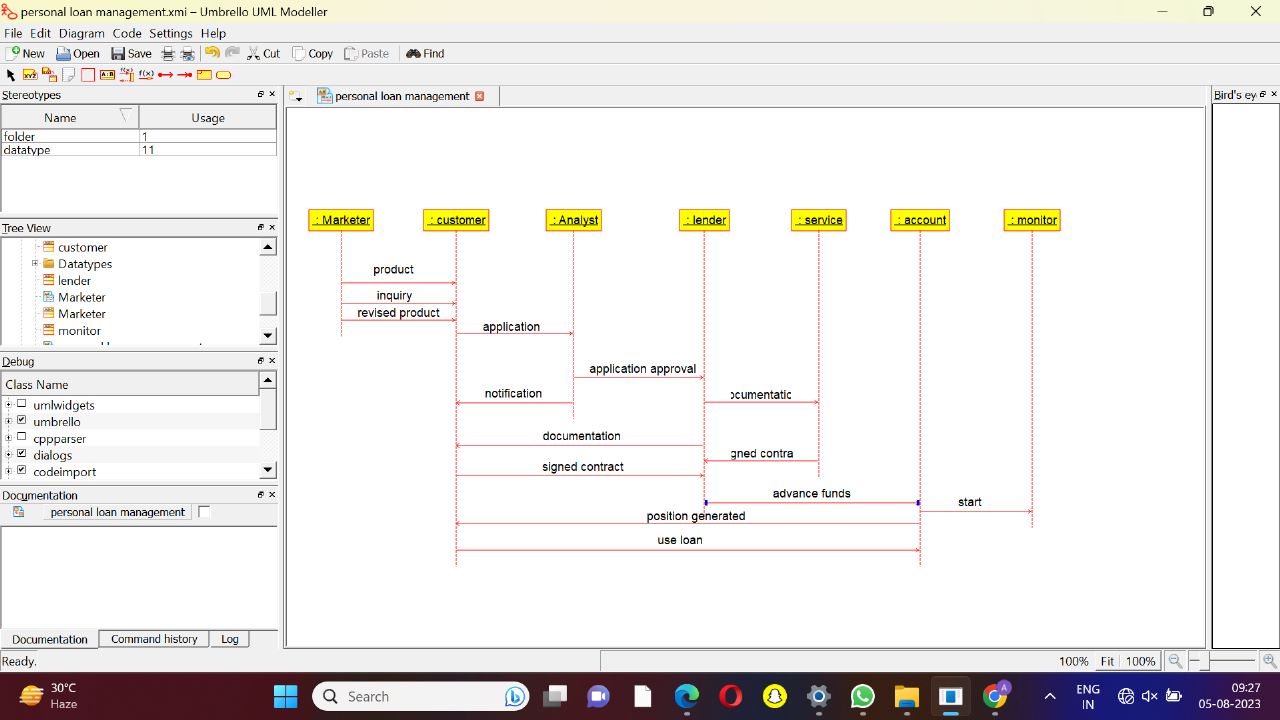 personal loan management.xmi – Umbrello UML Modeller
File Edit Diagram Code Settings Help
New Open Save Cut Copy Paste Find
Stereotypes
Name Usage
folder 1
datatype 11
Tree View
customer
Datatypes
lender
Marketer
Marketer
monitor
Debug
Class Name
umlwidgets
umbrello
cppparser
dialogs
codeimport
Documentation
personal loan management
Documentation Command history Log
personal loan management
Bird's ey
: Marketer : customer : Analyst : lender : service : account : monitor
product
inquiry
revised product
application
application approval
notification
ocumentatic
documentation
gned contra
signed contract
advance funds
start
position generated
use loan
Ready.
100% Fit 100%
30°C
Haze
Search
ENG
IN
09:27
05-08-2023